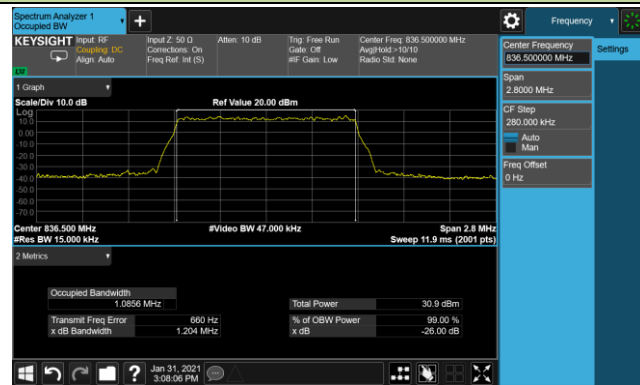 Spectrum Analyzer 1
Occupied BW
Frequency
KEYSIGHT
Input: RF
Coupling: DC
Align: Auto
Input Z: 50 Ω
Corrections: On
Freq Ref: Int (S)
Atten: 10 dB
Trig: Free Run
Gate: Off
#IF Gain: Low
Center Freq: 836.500000 MHz
Avg|Hold:>10/10
Radio Std: None
Center Frequency
836.500000 MHz
Settings
Span
2.8000 MHz
CF Step
280.000 kHz
Auto
Man
Freq Offset
0 Hz
1 Graph
Scale/Div 10.0 dB
Ref Value 20.00 dBm
Log
10.0
0.00
-10.0
-20.0
-30.0
-40.0
-50.0
-60.0
-70.0
Center 836.500 MHz
#Video BW 47.000 kHz
Span 2.8 MHz
#Res BW 15.000 kHz
Sweep 11.9 ms (2001 pts)
2 Metrics
Occupied Bandwidth
1.0856 MHz
Total Power
30.9 dBm
Transmit Freq Error
660 Hz
% of OBW Power
99.00 %
x dB Bandwidth
1.204 MHz
x dB
-26.00 dB
Jan 31, 2021
3:08:06 PM